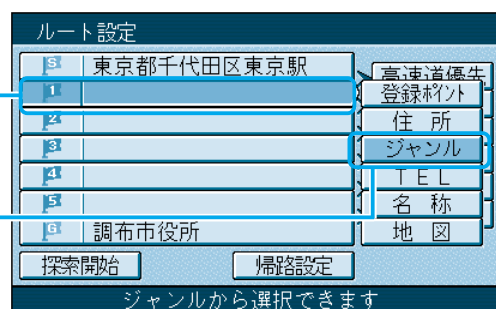 ルート設定
S 東京都千代田区東京駅
高速道優先
1
登録ポイント
2
住 所
3
ジャンル
4
TEL
5
名 称
G 調布市役所
地 図
探索開始 帰路設定
ジャンルから選択できます